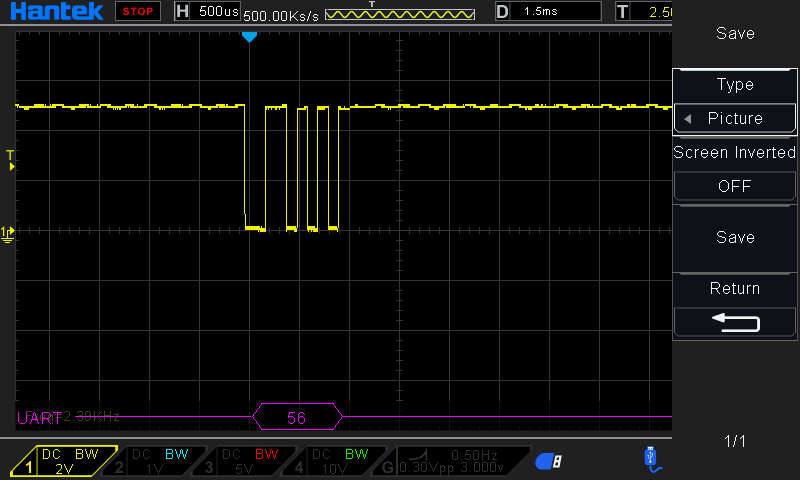 Hantek STOP H 500us 500.00Ks/s T D 1.5ms T 2.50
Save
Type
Picture
Screen Inverted
OFF
Save
Return
T
1
UART 2.39KHz
56
1/1
1 DC BW 2V
2 DC BW 1V
3 DC BW 5V
4 DC BW 10V
G 0.50Hz 0.30Vpp 3.000v